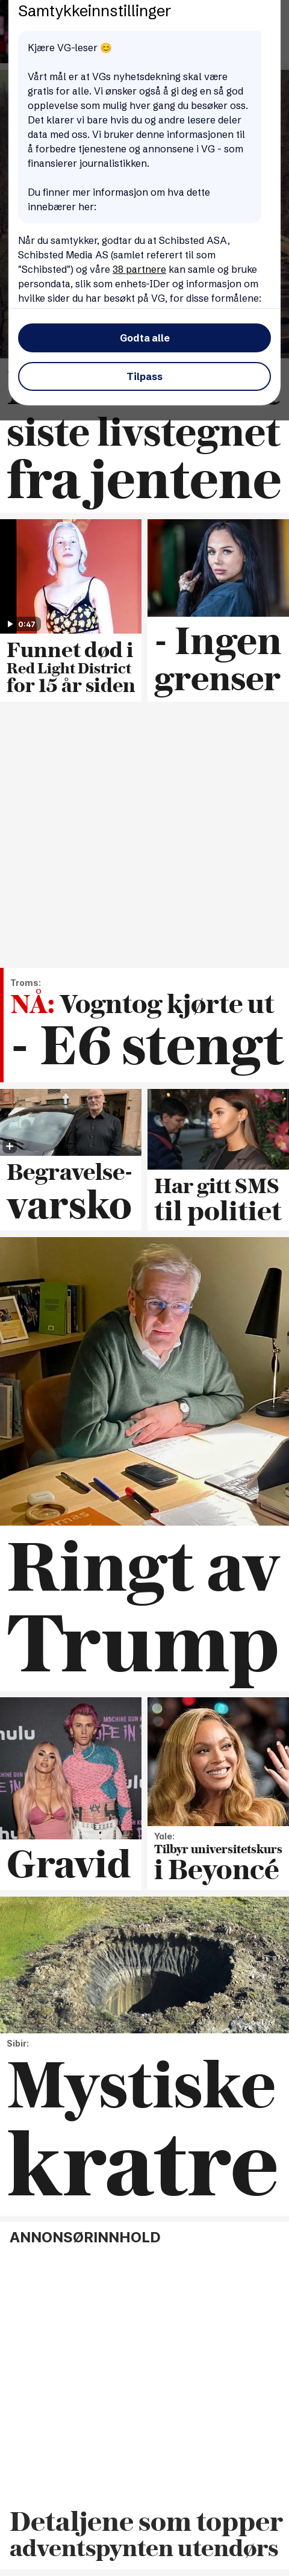 Samtykkeinnstillinger
Kjære VG-leser 😊
Vårt mål er at VGs nyhetsdekning skal være
gratis for alle. Vi ønsker også å gi deg en så god
opplevelse som mulig hver gang du besøker oss.
Det klarer vi bare hvis du og andre lesere deler
data med oss. Vi bruker denne informasjonen til
å forbedre tjenestene og annonsene i VG - som
finansierer journalistikken.
Du finner mer informasjon om hva dette
innebærer her:
Når du samtykker, godtar du at Schibsted ASA,
Schibsted Media AS (samlet referert til som
"Schibsted") og våre 38 partnere kan samle og bruke
persondata, slik som enhets-IDer og informasjon om
hvilke sider du har besøkt på VG, for disse formålene:
Godta alle
Tilpass
siste livstegnet
fra jentene
0:47
Funnet død i
Red Light District
for 15 år siden
- Ingen
grenser
Troms:
NÅ: Vogntog kjørte ut
- E6 stengt
Begravelse-
varsko
Har gitt SMS
til politiet
Ringt av
Trump
hulu
Gravid
Yale:
Tilbyr universitetskurs
i Beyoncé
Sibir:
Mystiske
kratre
ANNONSØRINNHOLD
Detaljene som topper
adventspynten utendørs